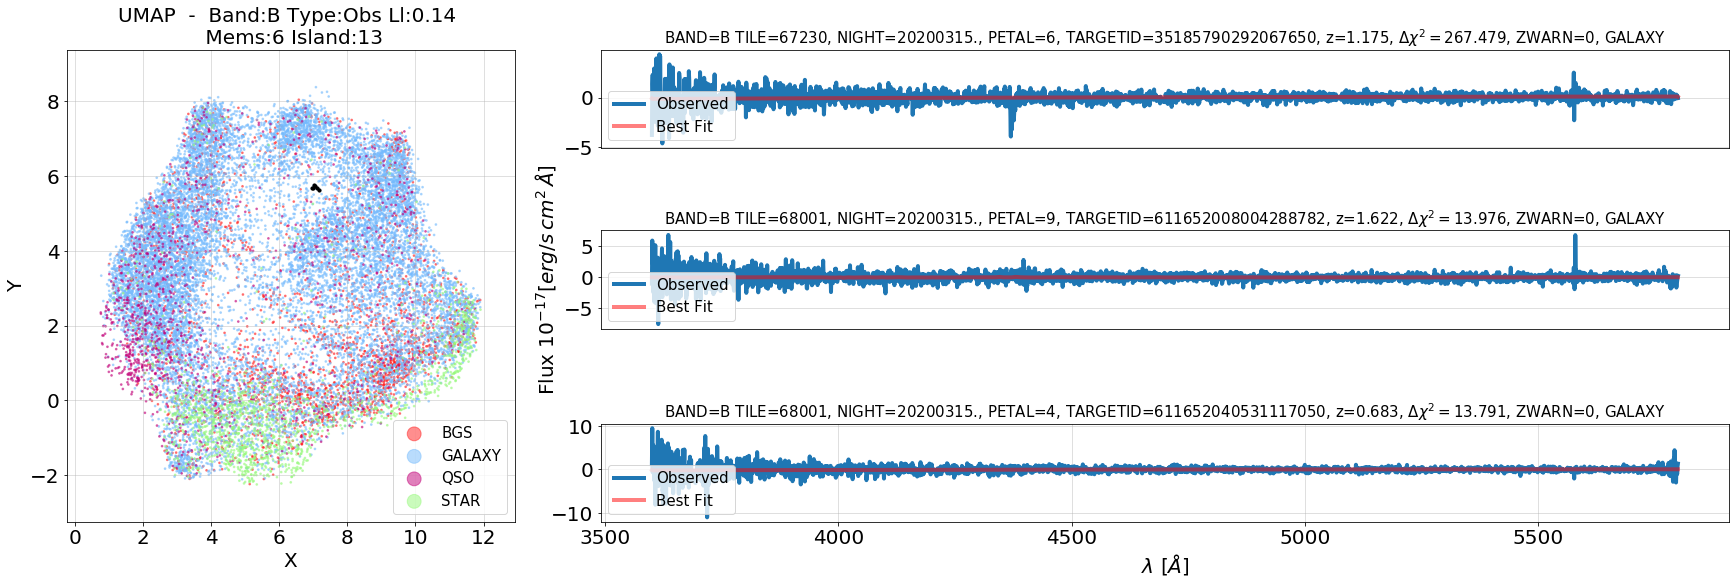 UMAP - Band:B Type:Obs Ll:0.14
Mems:6 Island:13
Y
8
6
4
2
0
−2
0 2 4 6 8 10 12
X
BGS
GALAXY
QSO
STAR
Flux 10⁻¹⁷[erg/s cm² Å]
BAND=B TILE=67230, NIGHT=20200315., PETAL=6, TARGETID=35185790292067650, z=1.175, Δχ² = 267.479, ZWARN=0, GALAXY
0
−5
Observed
Best Fit
BAND=B TILE=68001, NIGHT=20200315., PETAL=9, TARGETID=611652008004288782, z=1.622, Δχ² = 13.976, ZWARN=0, GALAXY
5
0
−5
Observed
Best Fit
BAND=B TILE=68001, NIGHT=20200315., PETAL=4, TARGETID=611652040531117050, z=0.683, Δχ² = 13.791, ZWARN=0, GALAXY
10
0
−10
Observed
Best Fit
3500 4000 4500 5000 5500
λ [Å]